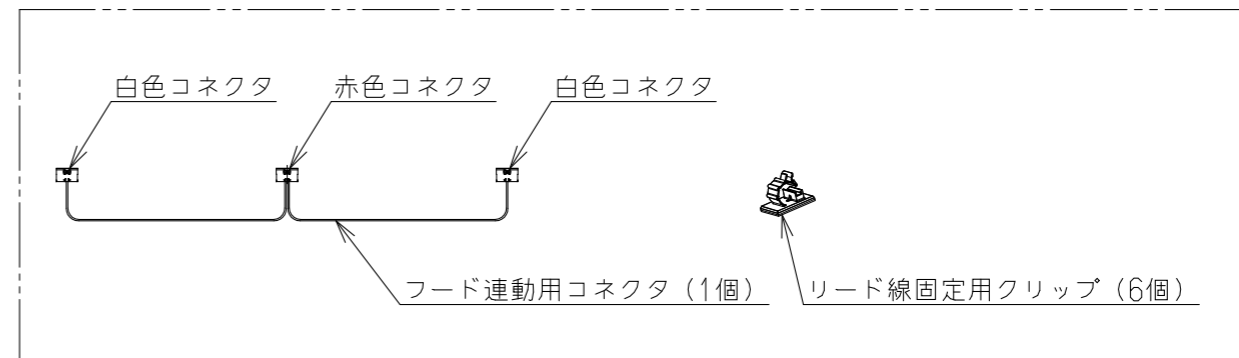 白色コネクタ
赤色コネクタ
白色コネクタ
フード連動用コネクタ（1個）
リード線固定用クリップ（6個）